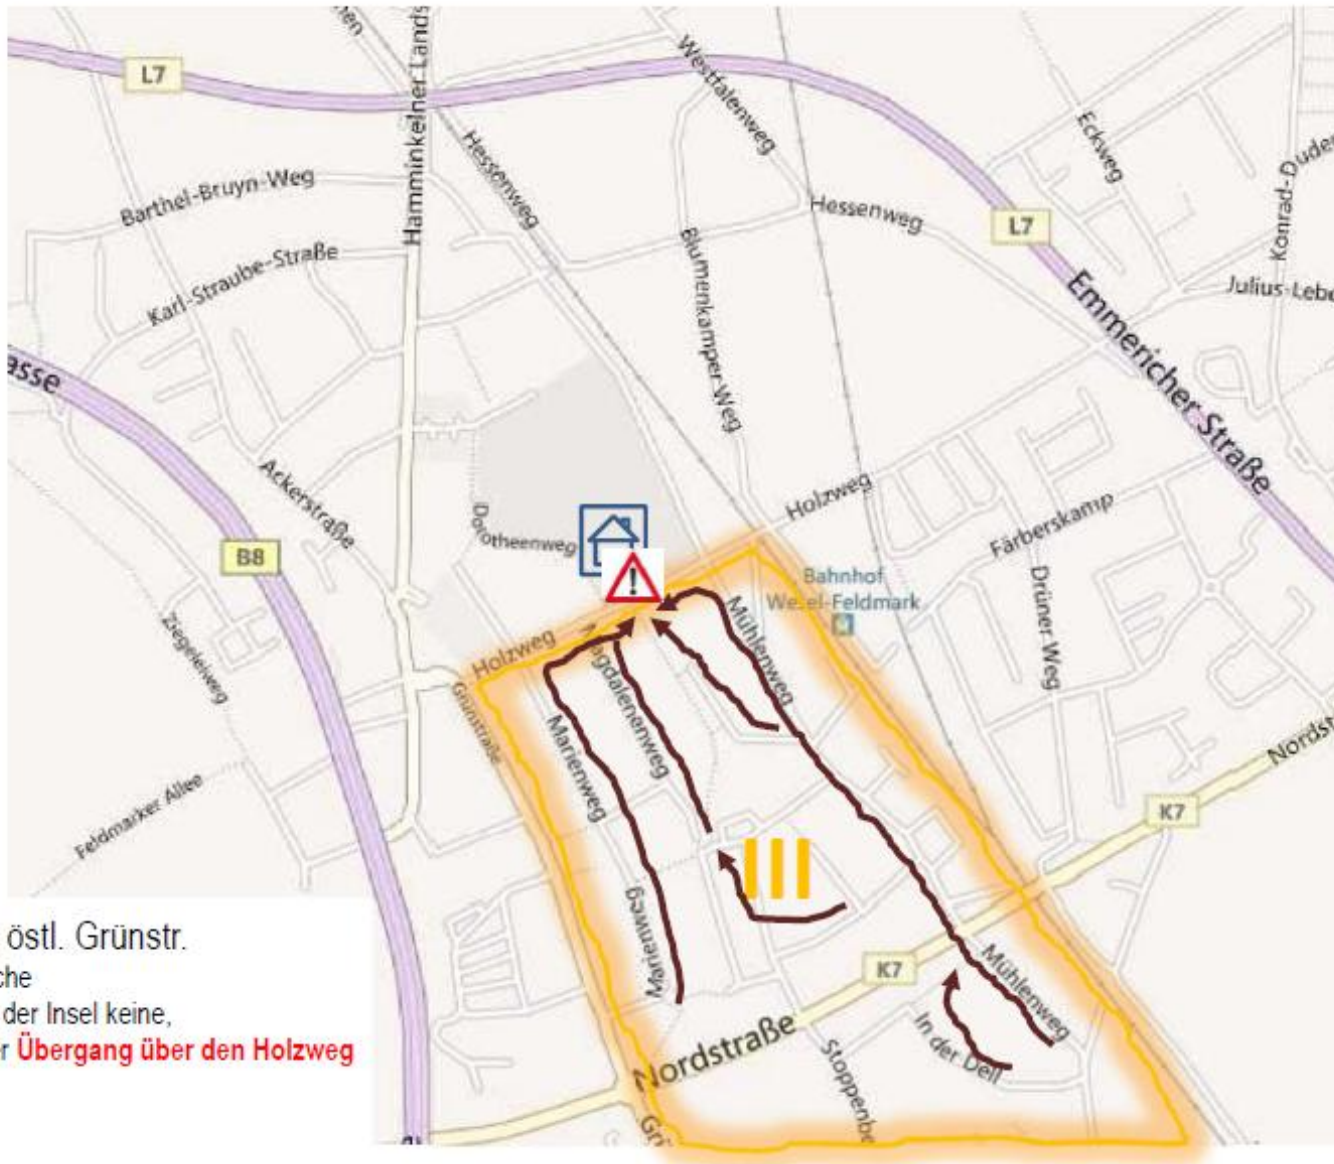 L7
Hamminkelner Lands
Westfalenweg
Eckweg
Hessenweg
Konrad-Dude
Barthel-Bruyn-Weg
Hessenweg
L7
Karl-Straube-Straße
Blumenkamper Weg
Julius-Lebe
Emmericher Straße
asse
Ackerstraße
Holzweg
Dorotheenweg
Färberskamp
B8
!
Bahnhof
Wesel-Feldmark
Drüner Weg
Ziegeleiweg
Holzweg
Magdalenenweg
Mühlenweg
Grünstraße
Marienweg
Nordst
K7
Feldmarker Allee
III
Marienweg
K7
Mühlenweg
östl. Grünstr.
che
der Insel keine,
r Übergang über den Holzweg
In der Dell
Nordstraße
Stoppenbe
Grü